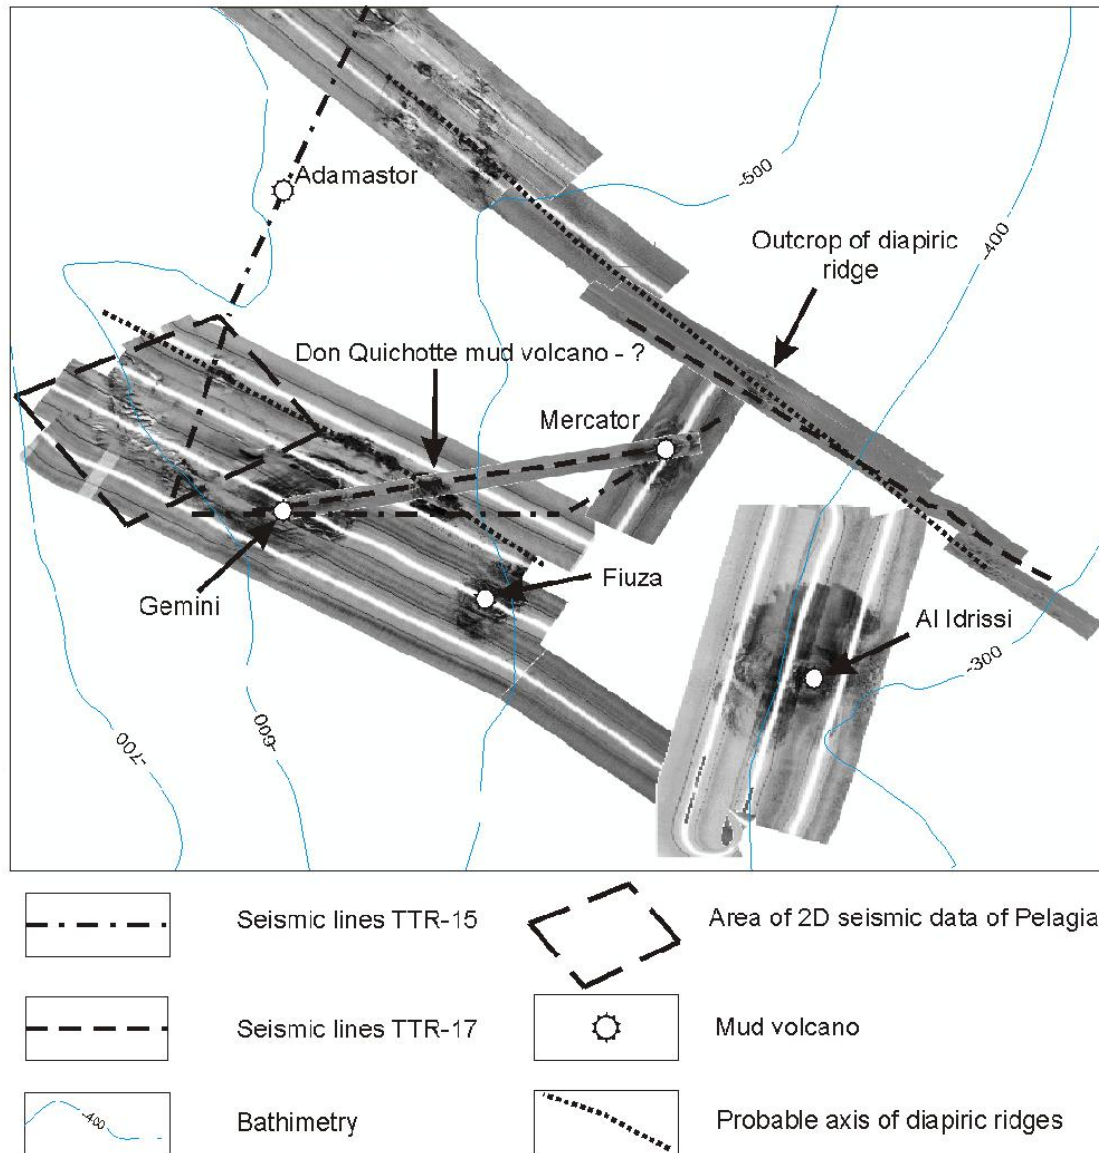 Adamastor
-500
-400
Outcrop of diapiric
ridge
Don Quichotte mud volcano - ?
Mercator
Gemini
Fiuza
Al Idrissi
-300
-600
-700
Seismic lines TTR-15
Area of 2D seismic data of Pelagia
Seismic lines TTR-17
Mud volcano
-400
Bathimetry
Probable axis of diapiric ridges